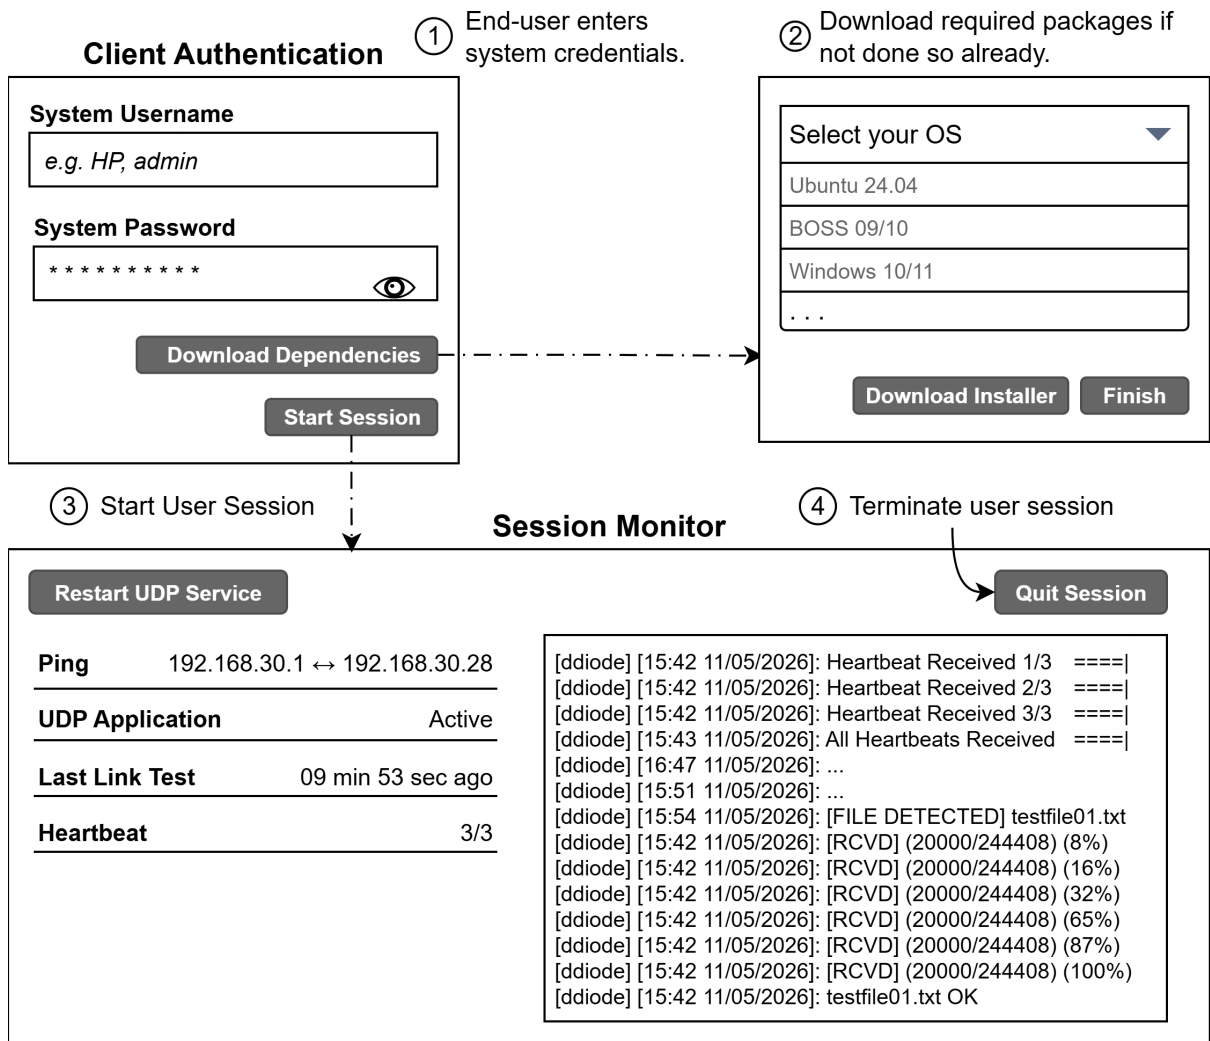 Client Authentication
1 End-user enters
system credentials.
2 Download required packages if
not done so already.
System Username
e.g. HP, admin
System Password
* * * * * * * * * *
Download Dependencies
Start Session
Select your OS
Ubuntu 24.04
BOSS 09/10
Windows 10/11
. . .
Download Installer
Finish
3 Start User Session
4 Terminate user session
Session Monitor
Restart UDP Service
Quit Session
Ping 192.168.30.1 ↔ 192.168.30.28
UDP Application Active
Last Link Test 09 min 53 sec ago
Heartbeat 3/3
[ddiode] [15:42 11/05/2026]: Heartbeat Received 1/3 ====|
[ddiode] [15:42 11/05/2026]: Heartbeat Received 2/3 ====|
[ddiode] [15:42 11/05/2026]: Heartbeat Received 3/3 ====|
[ddiode] [15:43 11/05/2026]: All Heartbeats Received ====|
[ddiode] [16:47 11/05/2026]: ...
[ddiode] [15:51 11/05/2026]: ...
[ddiode] [15:54 11/05/2026]: [FILE DETECTED] testfile01.txt
[ddiode] [15:42 11/05/2026]: [RCVD] (20000/244408) (8%)
[ddiode] [15:42 11/05/2026]: [RCVD] (20000/244408) (16%)
[ddiode] [15:42 11/05/2026]: [RCVD] (20000/244408) (32%)
[ddiode] [15:42 11/05/2026]: [RCVD] (20000/244408) (65%)
[ddiode] [15:42 11/05/2026]: [RCVD] (20000/244408) (87%)
[ddiode] [15:42 11/05/2026]: [RCVD] (20000/244408) (100%)
[ddiode] [15:42 11/05/2026]: testfile01.txt OK